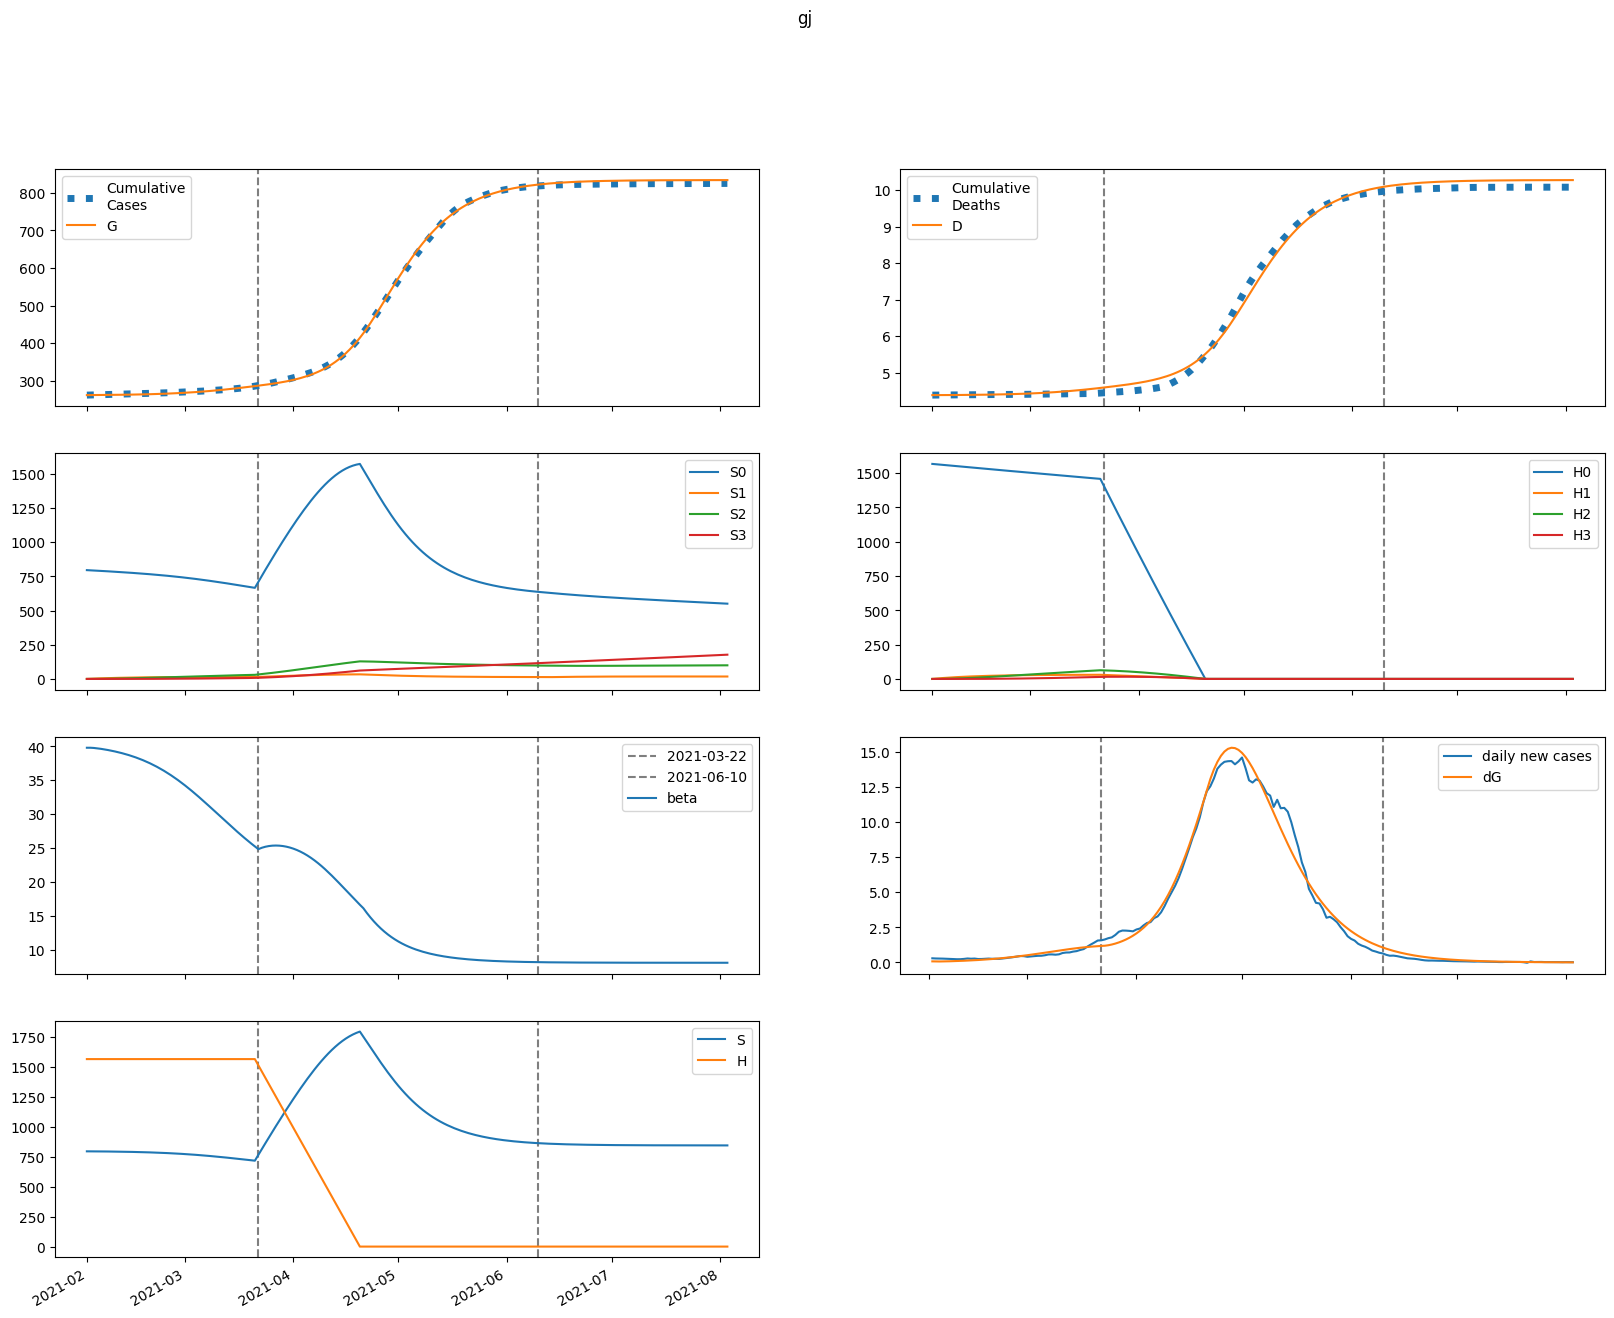 gj
800
700
600
500
400
300
Cumulative
Cases
G
10
9
8
7
6
5
Cumulative
Deaths
D
1500
1250
1000
750
500
250
0
S0
S1
S2
S3
1500
1250
1000
750
500
250
0
H0
H1
H2
H3
40
35
30
25
20
15
10
2021-03-22
2021-06-10
beta
15.0
12.5
10.0
7.5
5.0
2.5
0.0
daily new cases
dG
1750
1500
1250
1000
750
500
250
0
S
H
2021-02
2021-03
2021-04
2021-05
2021-06
2021-07
2021-08